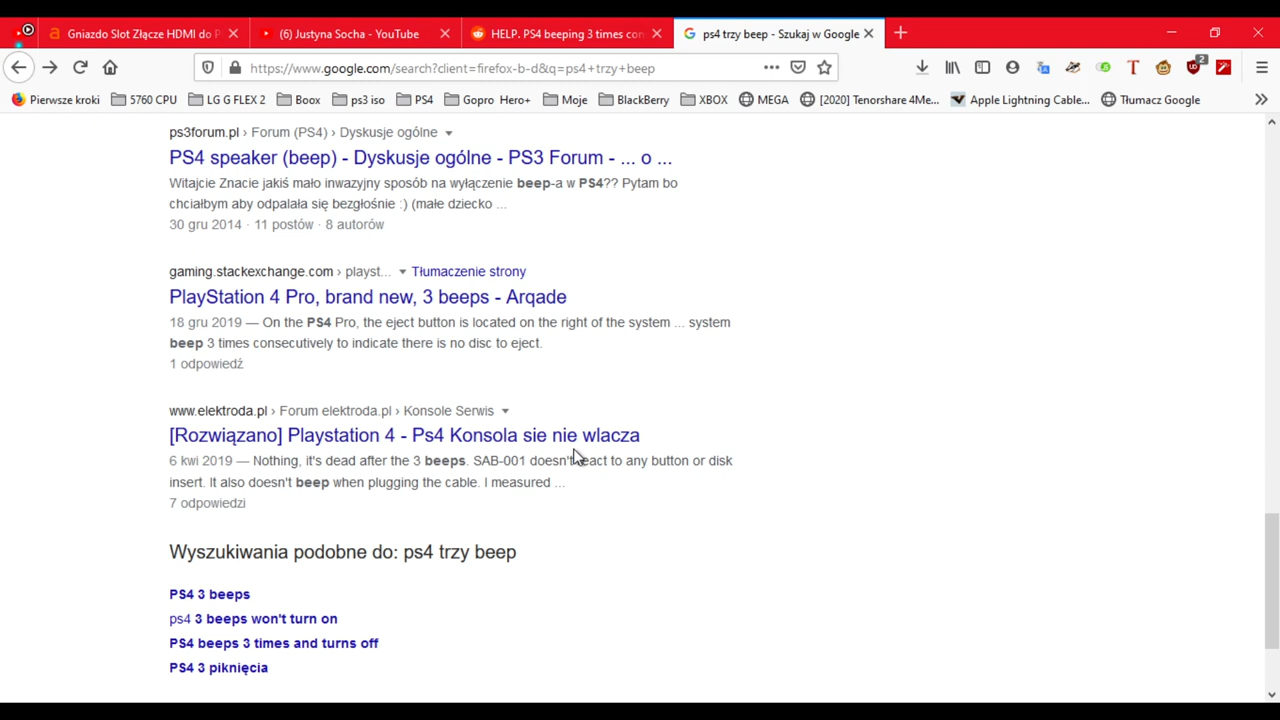 Gniazdo Slot Złącze HDMI do P
(6) Justyna Socha - YouTube
HELP. PS4 beeping 3 times con
ps4 trzy beep - Szukaj w Google
https://www.google.com/search?client=firefox-b-d&q=ps4+trzy+beep
2
Pierwsze kroki
5760 CPU
LG G FLEX 2
Boox
ps3 iso
PS4
Gopro Hero+
Moje
BlackBerry
XBOX
MEGA
[2020] Tenorshare 4Me...
Apple Lightning Cable...
Tłumacz Google
ps3forum.pl › Forum (PS4) › Dyskusje ogólne
PS4 speaker (beep) - Dyskusje ogólne - PS3 Forum - ... o ...
Witajcie Znacie jakiś mało inwazyjny sposób na wyłączenie beep-a w PS4?? Pytam bo
chciałbym aby odpalała się bezgłośnie :) (małe dziecko ...
30 gru 2014 · 11 postów · 8 autorów
gaming.stackexchange.com › playst... Tłumaczenie strony
PlayStation 4 Pro, brand new, 3 beeps - Arqade
18 gru 2019 — On the PS4 Pro, the eject button is located on the right of the system ... system
beep 3 times consecutively to indicate there is no disc to eject.
1 odpowiedź
www.elektroda.pl › Forum elektroda.pl › Konsole Serwis
[Rozwiązano] Playstation 4 - Ps4 Konsola sie nie wlacza
6 kwi 2019 — Nothing, it's dead after the 3 beeps. SAB-001 doesn't react to any button or disk
insert. It also doesn't beep when plugging the cable. I measured ...
7 odpowiedzi
Wyszukiwania podobne do: ps4 trzy beep
PS4 3 beeps
ps4 3 beeps won't turn on
PS4 beeps 3 times and turns off
PS4 3 piknięcia